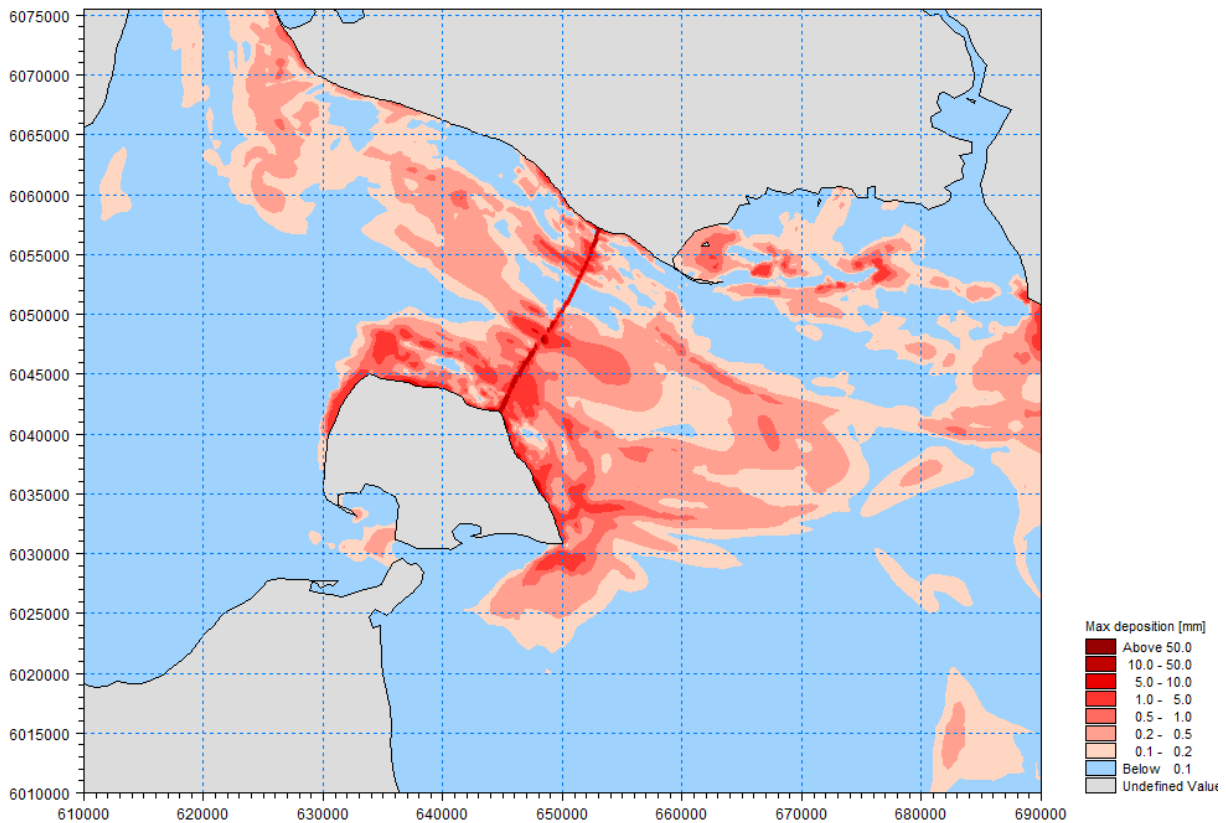 6075000
6070000
6065000
6060000
6055000
6050000
6045000
6040000
6035000
6030000
6025000
6020000
6015000
6010000
610000 620000 630000 640000 650000 660000 670000 680000 690000
Max deposition [mm]
Above 50.0
10.0 - 50.0
5.0 - 10.0
1.0 - 5.0
0.5 - 1.0
0.2 - 0.5
0.1 - 0.2
Below 0.1
Undefined Value